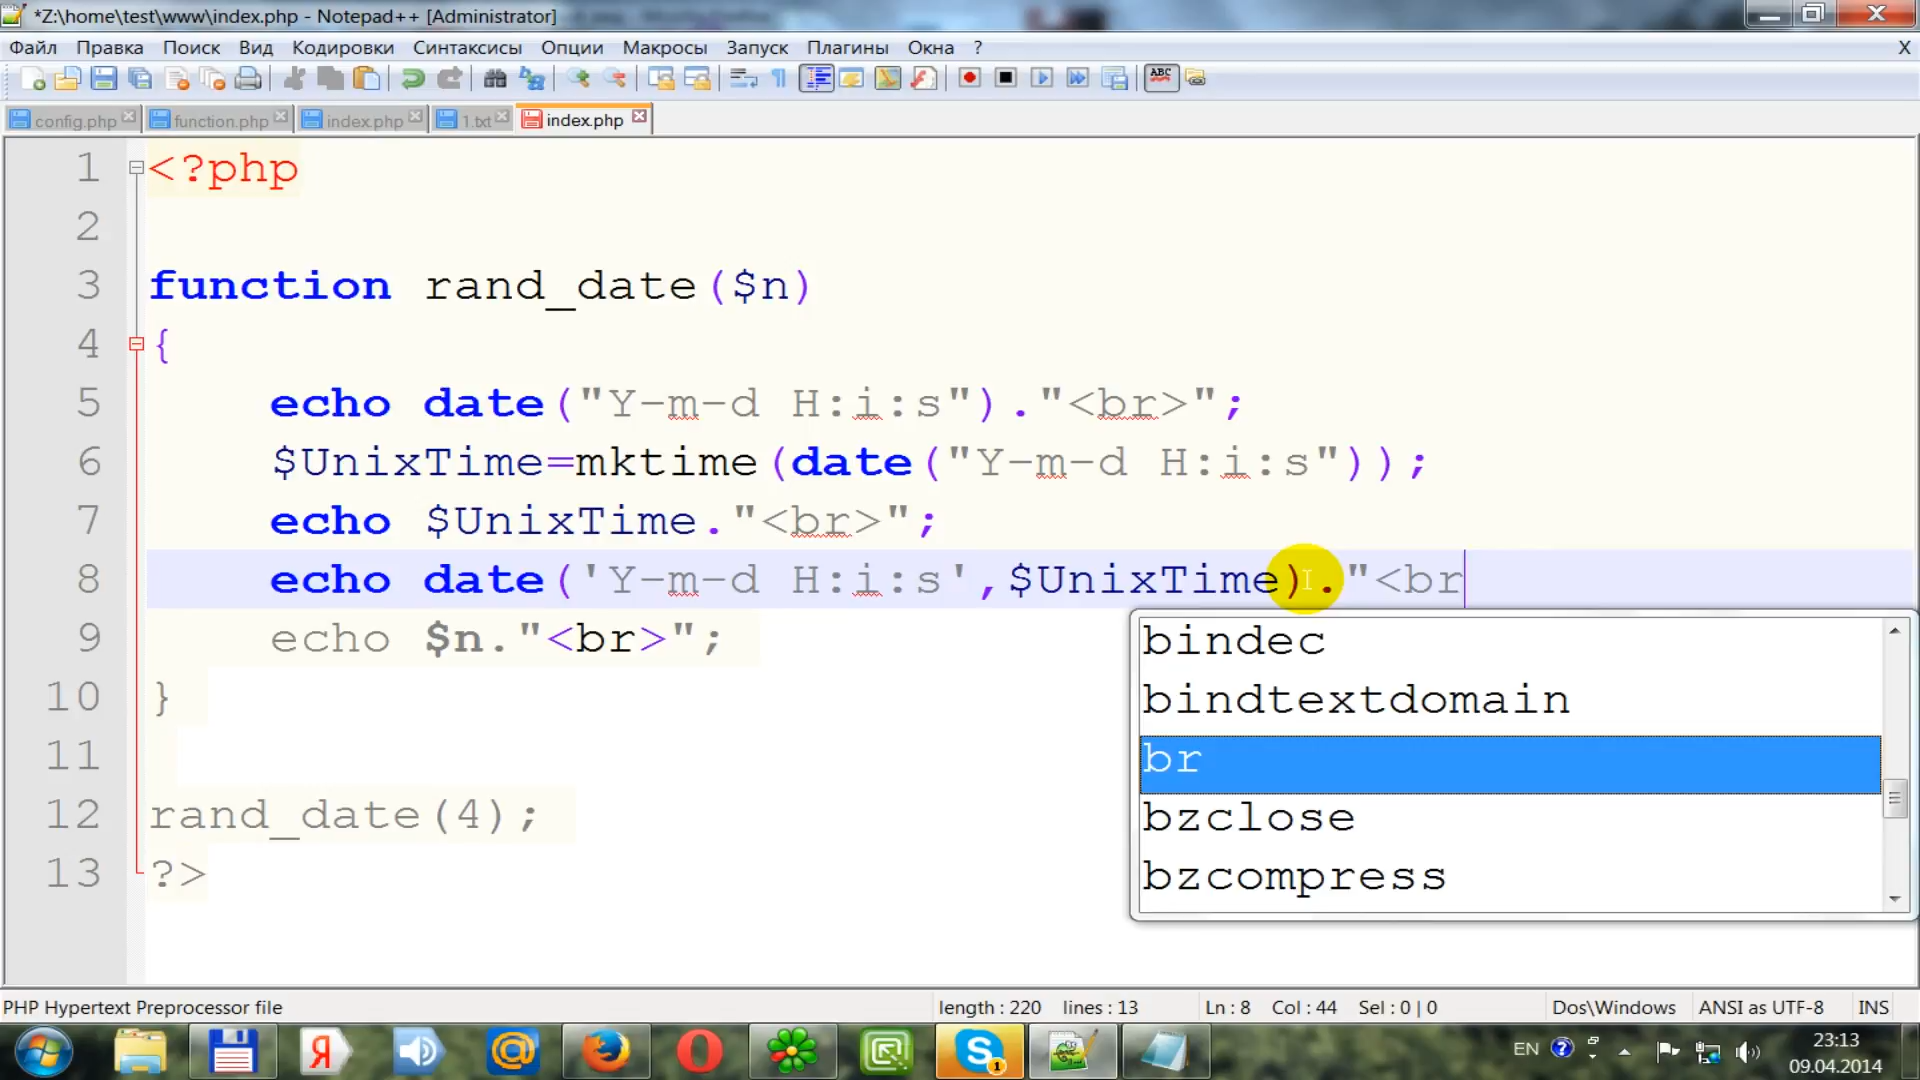 *Z:\home\test\www\index.php - Notepad++ [Administrator]
Файл Правка Поиск Вид Кодировки Синтаксисы Опции Макросы Запуск Плагины Окна ? X
ABC
config.php function.php index.php 1.txt index.php
1 <?php
2
3 function rand_date($n)
4 {
5 echo date("Y-m-d H:i:s")."<br>";
6 $UnixTime=mktime(date("Y-m-d H:i:s"));
7 echo $UnixTime."<br>";
8 echo date('Y-m-d H:i:s',$UnixTime)."<br
9 echo $n."<br>";
10 }
11
12 rand_date(4);
13 ?>
bindec
bindtextdomain
br
bzclose
bzcompress
PHP Hypertext Preprocessor file length : 220 lines : 13 Ln : 8 Col : 44 Sel : 0 | 0 Dos\Windows ANSI as UTF-8 INS
Я @ S 1 EN ? 23:13
09.04.2014